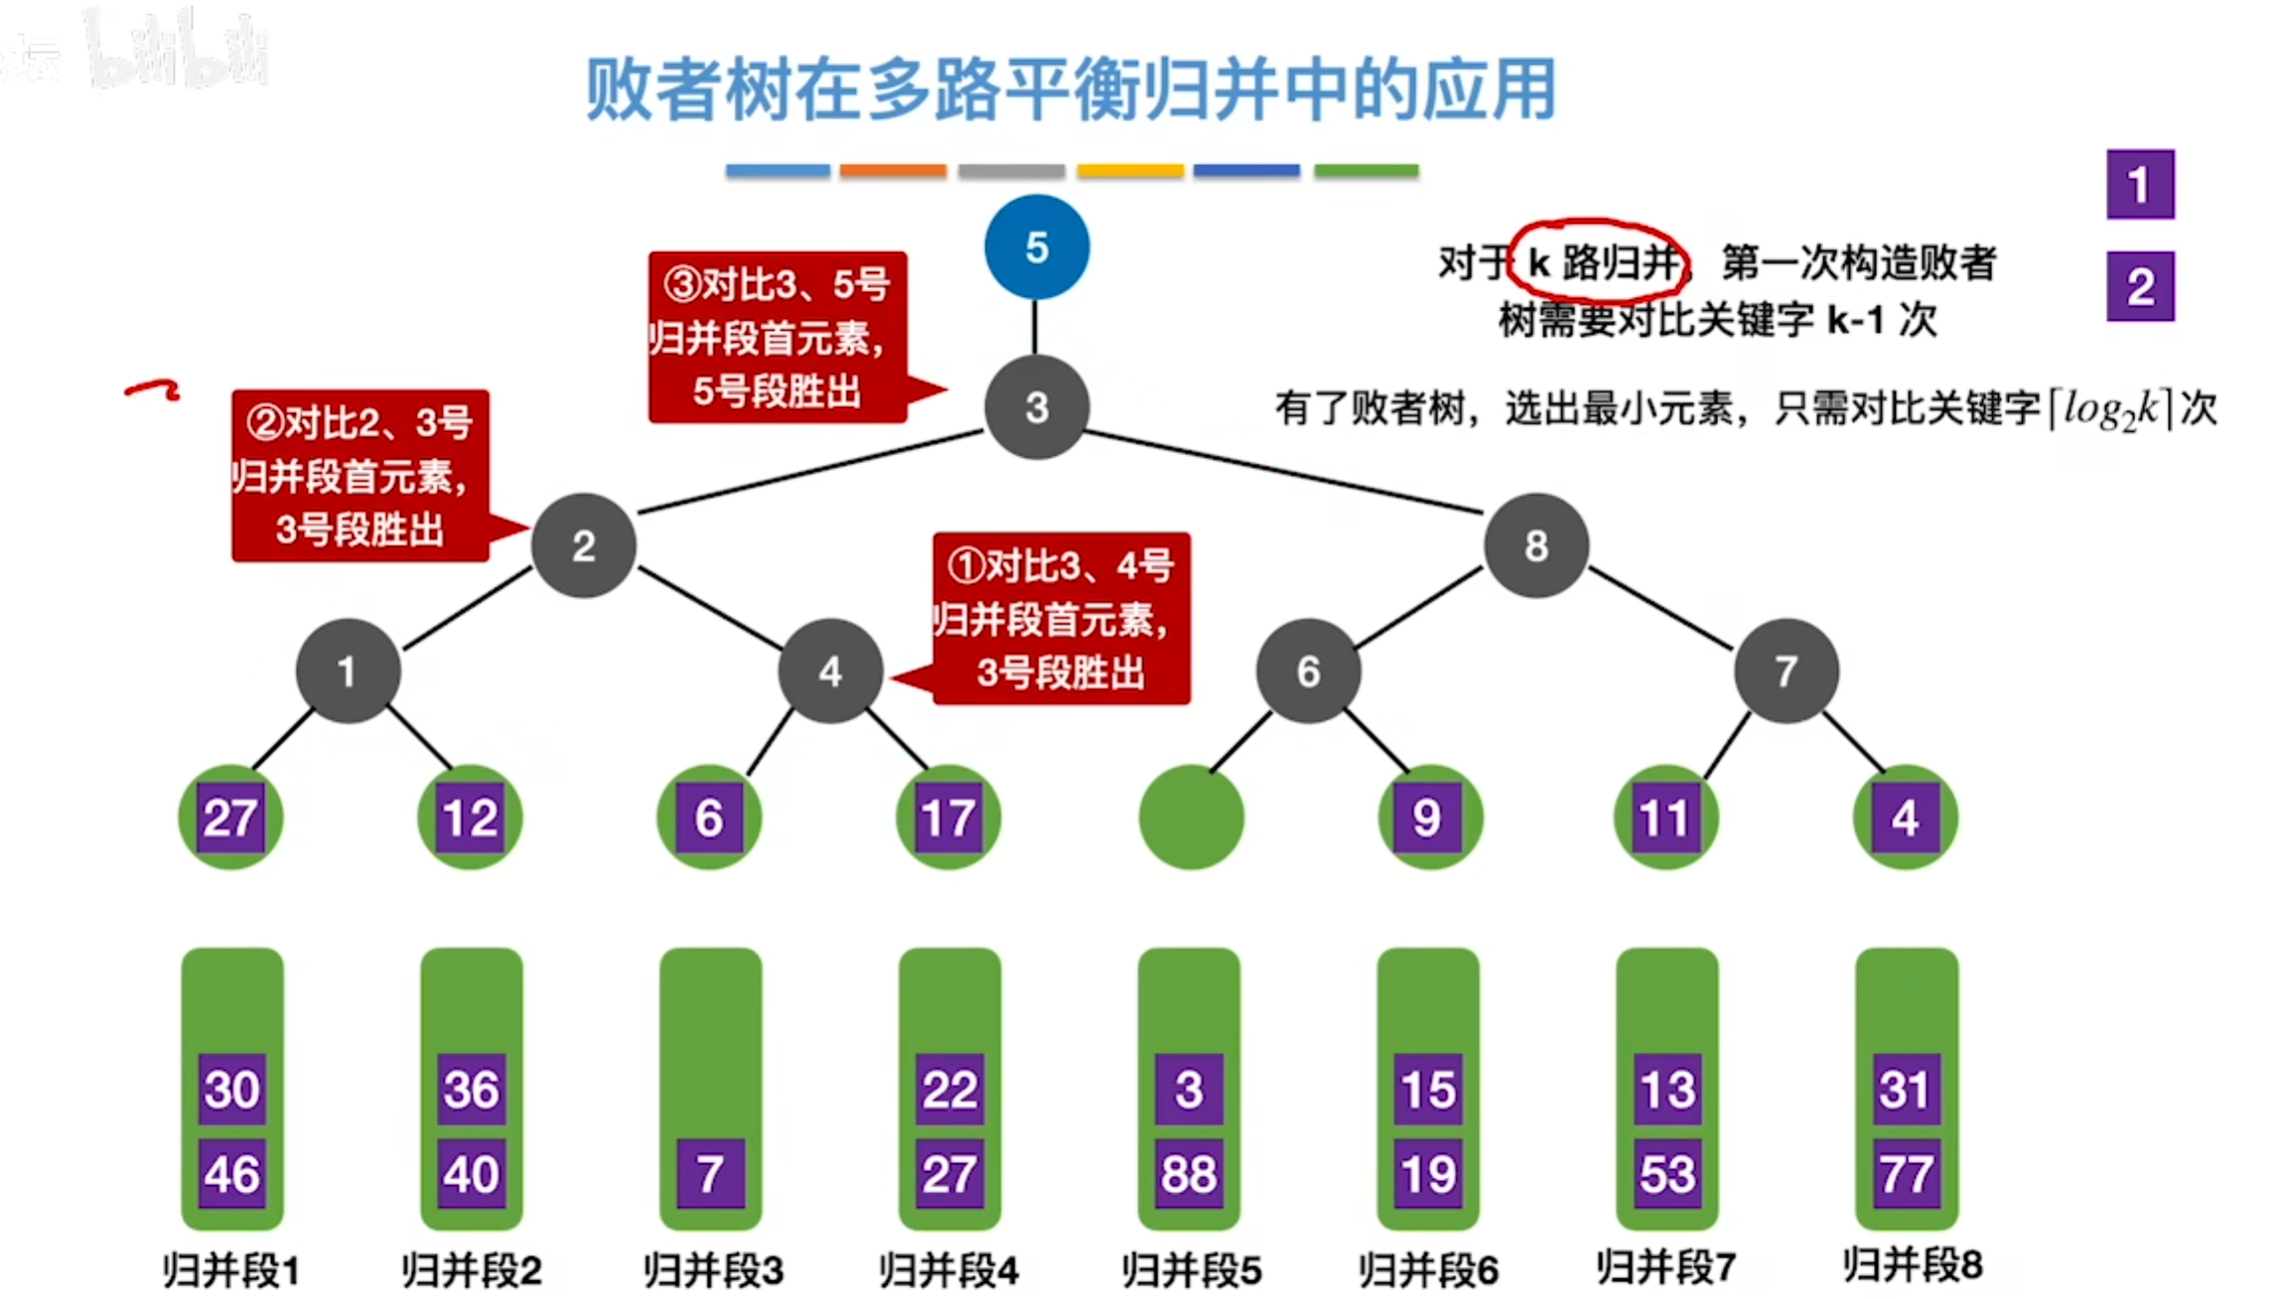 坛 bilibili
败者树在多路平衡归并中的应用
1
2
5
对于 k 路归并，第一次构造败者
树需要对比关键字 k-1 次
③对比3、5号
归并段首元素，
5号段胜出
3
有了败者树，选出最小元素，只需对比关键字⌈log₂k⌉次
②对比2、3号
归并段首元素，
3号段胜出
2
8
①对比3、4号
归并段首元素，
3号段胜出
1
4
6
7
27 12 6 17 9 11 4
30 36 22 3 15 13 31
46 40 7 27 88 19 53 77
归并段1 归并段2 归并段3 归并段4 归并段5 归并段6 归并段7 归并段8